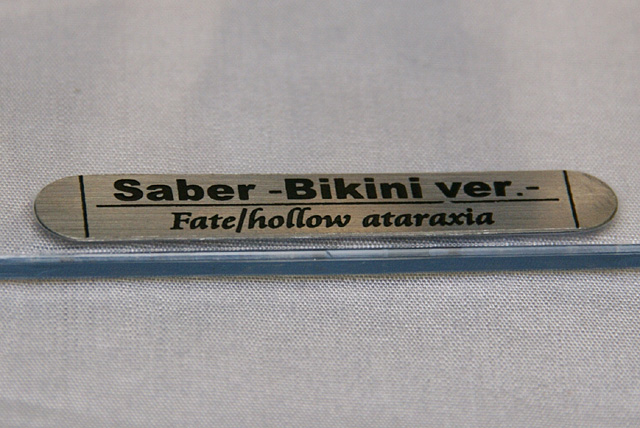 Saber -Bikini ver.-
Fate/hollow ataraxia